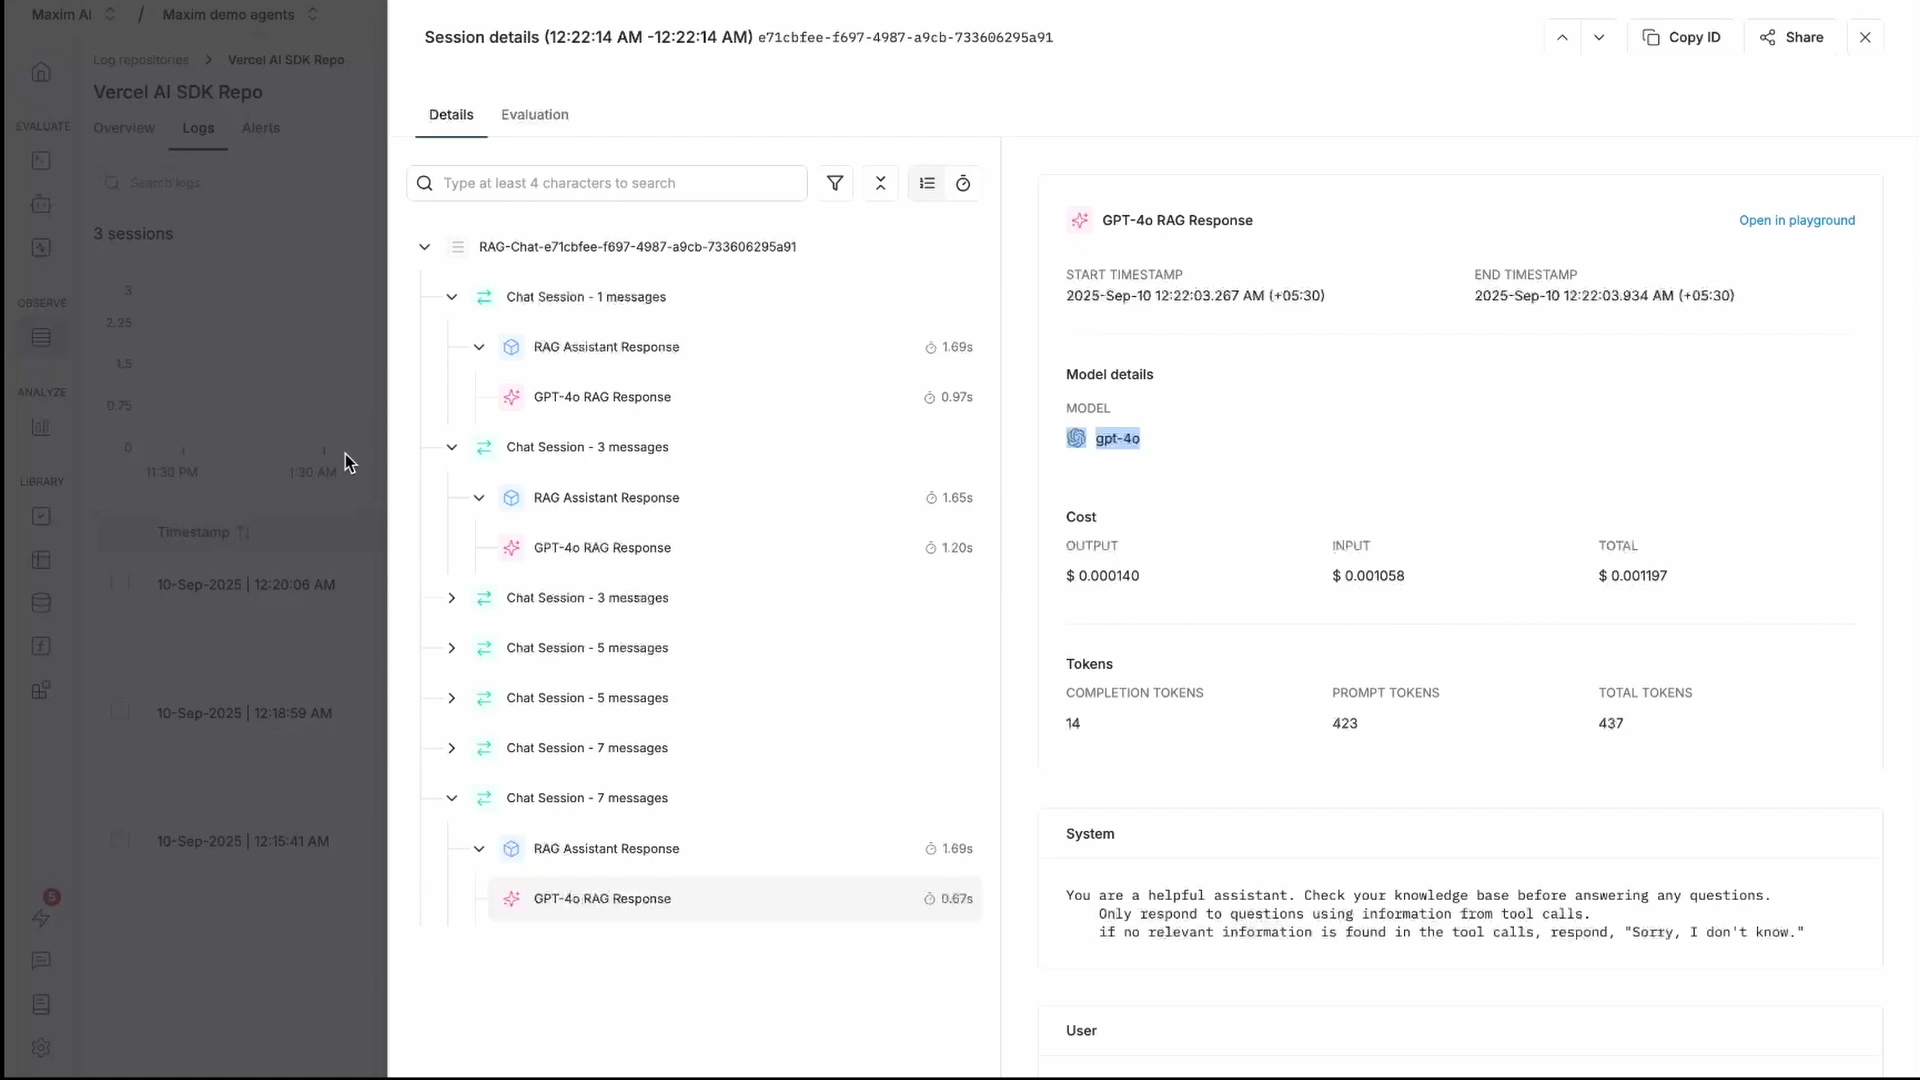 Maxim AI / Maxim demo agents
Log repositories > Vercel AI SDK Repo
Vercel AI SDK Repo
Overview Logs Alerts
Search logs
3 sessions
3
2.25
1.5
0.75
0
11:30 PM 1:30 AM
Timestamp
10-Sep-2025 | 12:20:06 AM
10-Sep-2025 | 12:18:59 AM
10-Sep-2025 | 12:15:41 AM
EVALUATE
OBSERVE
ANALYZE
LIBRARY
5
Session details (12:22:14 AM -12:22:14 AM) e71cbfee-f697-4987-a9cb-733606295a91
Copy ID
Share
Details Evaluation
Type at least 4 characters to search
RAG-Chat-e71cbfee-f697-4987-a9cb-733606295a91
Chat Session - 1 messages
RAG Assistant Response 1.69s
GPT-4o RAG Response 0.97s
Chat Session - 3 messages
RAG Assistant Response 1.65s
GPT-4o RAG Response 1.20s
Chat Session - 3 messages
Chat Session - 5 messages
Chat Session - 5 messages
Chat Session - 7 messages
Chat Session - 7 messages
RAG Assistant Response 1.69s
GPT-4o RAG Response 0.67s
GPT-4o RAG Response Open in playground
START TIMESTAMP END TIMESTAMP
2025-Sep-10 12:22:03.267 AM (+05:30) 2025-Sep-10 12:22:03.934 AM (+05:30)
Model details
MODEL
gpt-4o
Cost
OUTPUT INPUT TOTAL
$ 0.000140 $ 0.001058 $ 0.001197
Tokens
COMPLETION TOKENS PROMPT TOKENS TOTAL TOKENS
14 423 437
System
You are a helpful assistant. Check your knowledge base before answering any questions.
Only respond to questions using information from tool calls.
if no relevant information is found in the tool calls, respond, "Sorry, I don't know."
User